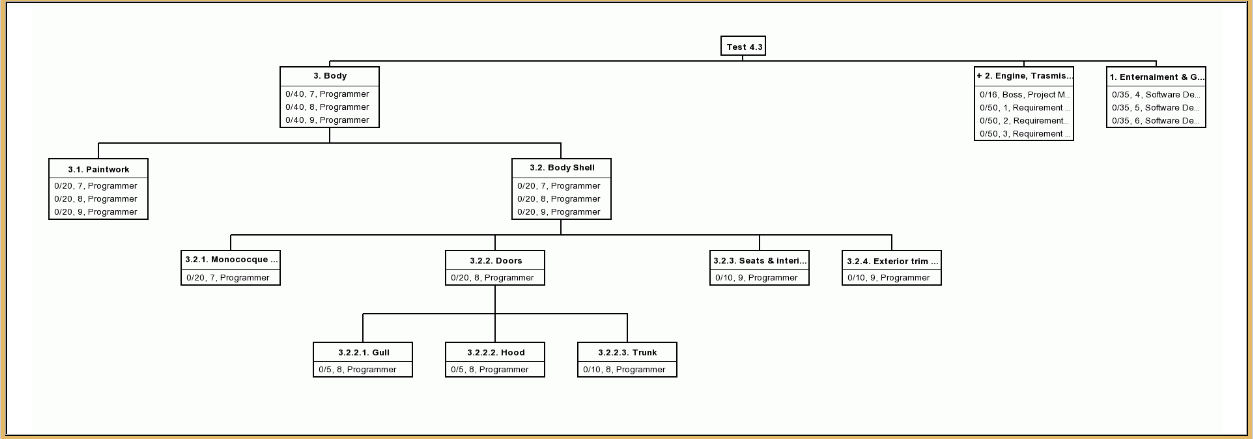 Test 4.3
3. Body
0/40, 7, Programmer
0/40, 8, Programmer
0/40, 9, Programmer
+ 2. Engine, Trasmis...
0/16, Boss, Project M...
0/50, 1, Requirement ...
0/50, 2, Requirement...
0/50, 3, Requirement ...
1. Enternalment & G...
0/35, 4, Software De...
0/35, 5, Software De...
0/35, 6, Software De...
3.1. Paintwork
0/20, 7, Programmer
0/20, 8, Programmer
0/20, 9, Programmer
3.2. Body Shell
0/20, 7, Programmer
0/20, 8, Programmer
0/20, 9, Programmer
3.2.1. Monococque ...
0/20, 7, Programmer
3.2.2. Doors
0/20, 8, Programmer
3.2.3. Seats & interi...
0/10, 9, Programmer
3.2.4. Exterior trim ...
0/10, 9, Programmer
3.2.2.1. Gull
0/5, 8, Programmer
3.2.2.2. Hood
0/5, 8, Programmer
3.2.2.3. Trunk
0/10, 8, Programmer